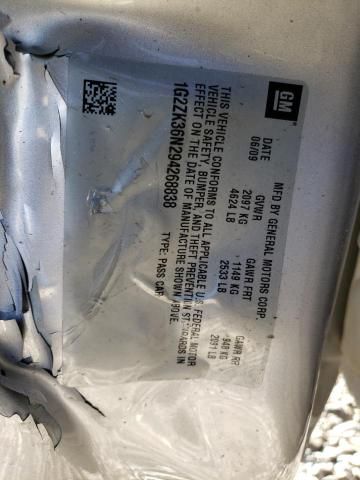 GM
MFD BY GENERAL MOTORS CORP.
DATE GVWR GAWR FRT GAWR RR
06/09 2097 KG 1149 KG 948 KG
4624 LB 2533 LB 2091 LB
THIS VEHICLE CONFORMS TO ALL APPLICABLE U.S. FEDERAL MOTOR
VEHICLE SAFETY, BUMPER, AND THEFT PREVENTION STANDARDS IN
EFFECT ON THE DATE OF MANUFACTURE SHOWN ABOVE.
1G2ZK36N294268838 TYPE: PASS CAR